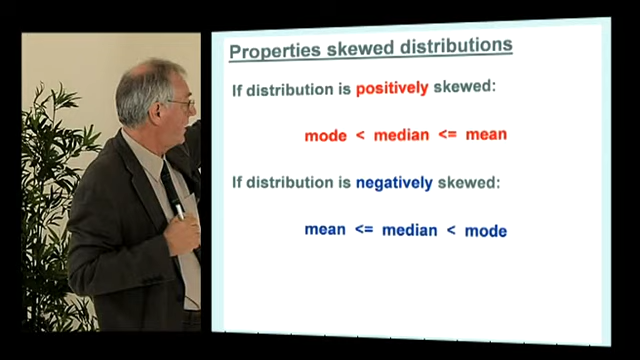 Properties skewed distributions
If distribution is positively skewed:
mode < median <= mean
If distribution is negatively skewed:
mean <= median < mode